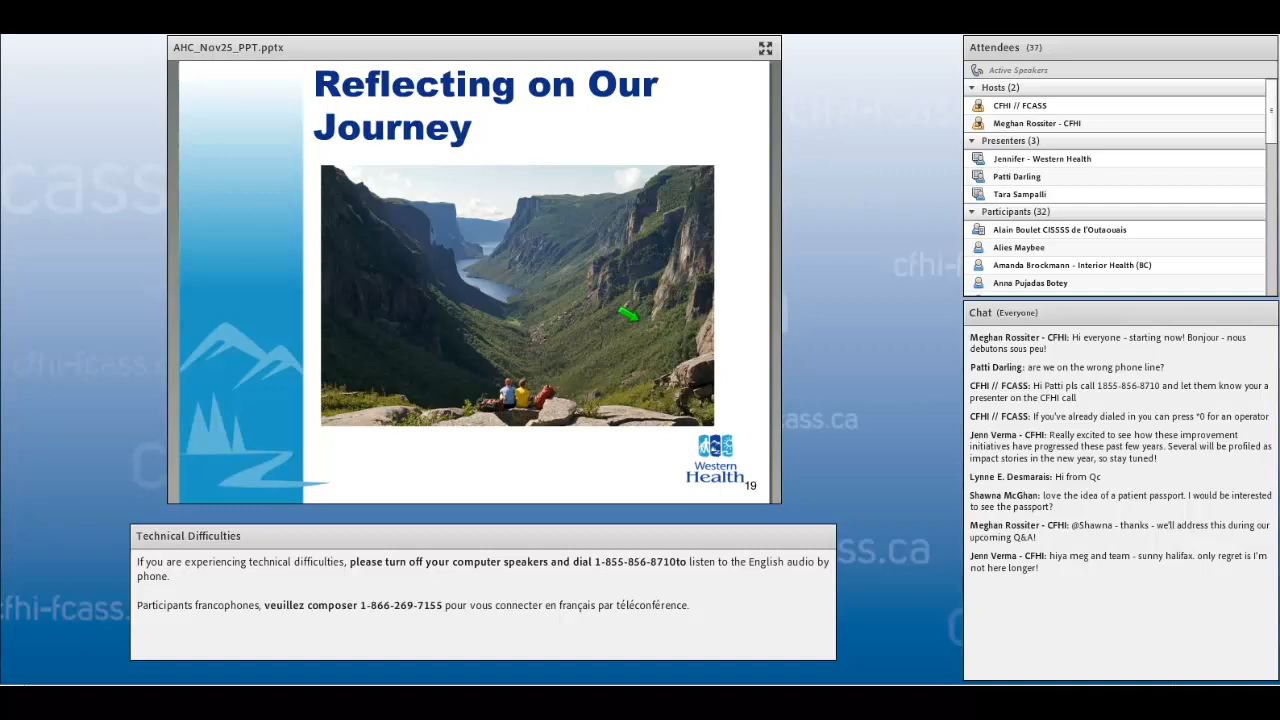 AHC_Nov25_PPT.pptx
Reflecting on Our
Journey
Western
Health
19
Technical Difficulties
If you are experiencing technical difficulties, please turn off your computer speakers and dial 1-855-856-8710to listen to the English audio by
phone.
Participants francophones, veuillez composer 1-866-269-7155 pour vous connecter en français par téléconférence.
Attendees (37)
Active Speakers
Hosts (2)
CFHI // FCASS
Meghan Rossiter - CFHI
Presenters (3)
Jennifer - Western Health
Patti Darling
Tara Sampalli
Participants (32)
Alain Boulet CISSSS de l'Outaouais
Alies Maybee
Amanda Brockmann - Interior Health (BC)
Anna Pujadas Botey
Chat (Everyone)
Meghan Rossiter - CFHI: Hi everyone - starting now! Bonjour - nous
debutons sous peu!
Patti Darling: are we on the wrong phone line?
CFHI // FCASS: Hi Patti pls call 1855-856-8710 and let them know your a
presenter on the CFHI call
CFHI // FCASS: If you've already dialed in you can press *0 for an operator
Jenn Verma - CFHI: Really excited to see how these improvement
initiatives have progressed these past few years. Several will be profiled as
impact stories in the new year, so stay tuned!
Lynne E. Desmarais: Hi from Qc
Shawna McGhan: love the idea of a patient passport. I would be interested
to see the passport?
Meghan Rossiter - CFHI: @Shawna - thanks - we'll address this during our
upcoming Q&A!
Jenn Verma - CFHI: hiya meg and team - sunny halifax. only regret is I'm
not here longer!